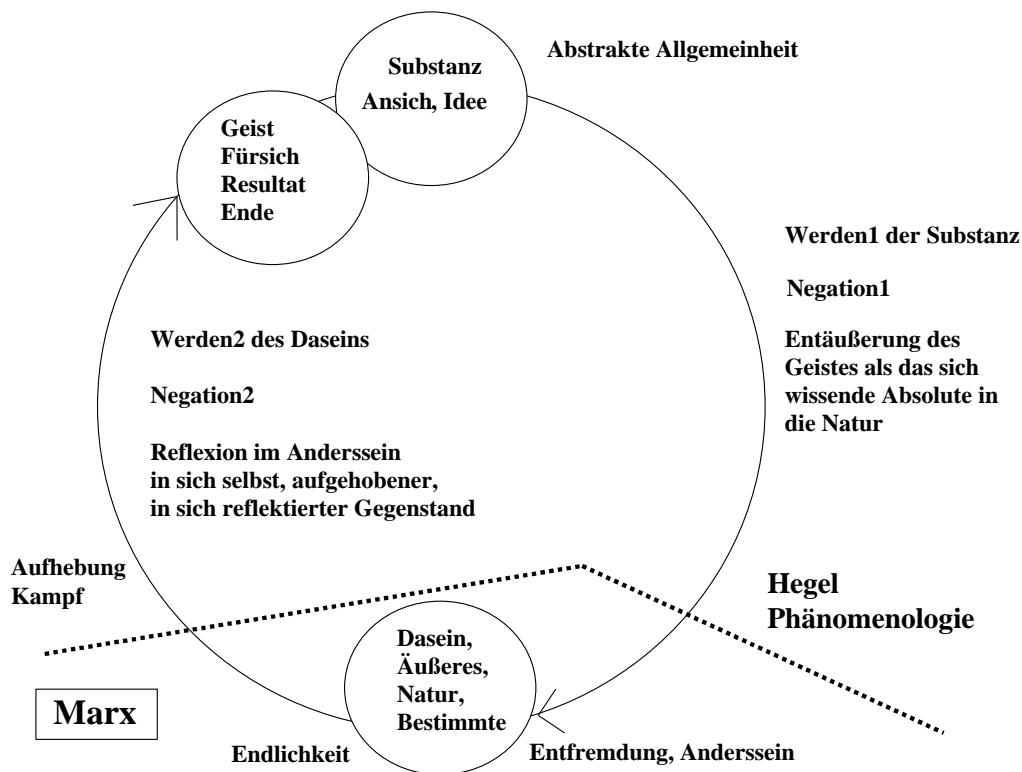 Abstrakte Allgemeinheit
Substanz
Ansich, Idee
Geist
Fürsich
Resultat
Ende
Werden1 der Substanz
Negation1
Entäußerung des
Geistes als das sich
wissende Absolute in
die Natur
Werden2 des Daseins
Negation2
Reflexion im Anderssein
in sich selbst, aufgehobener,
in sich reflektierter Gegenstand
Aufhebung
Kampf
Hegel
Phänomenologie
Dasein,
Äußeres,
Natur,
Bestimmte
Marx
Endlichkeit
Entfremdung, Anderssein